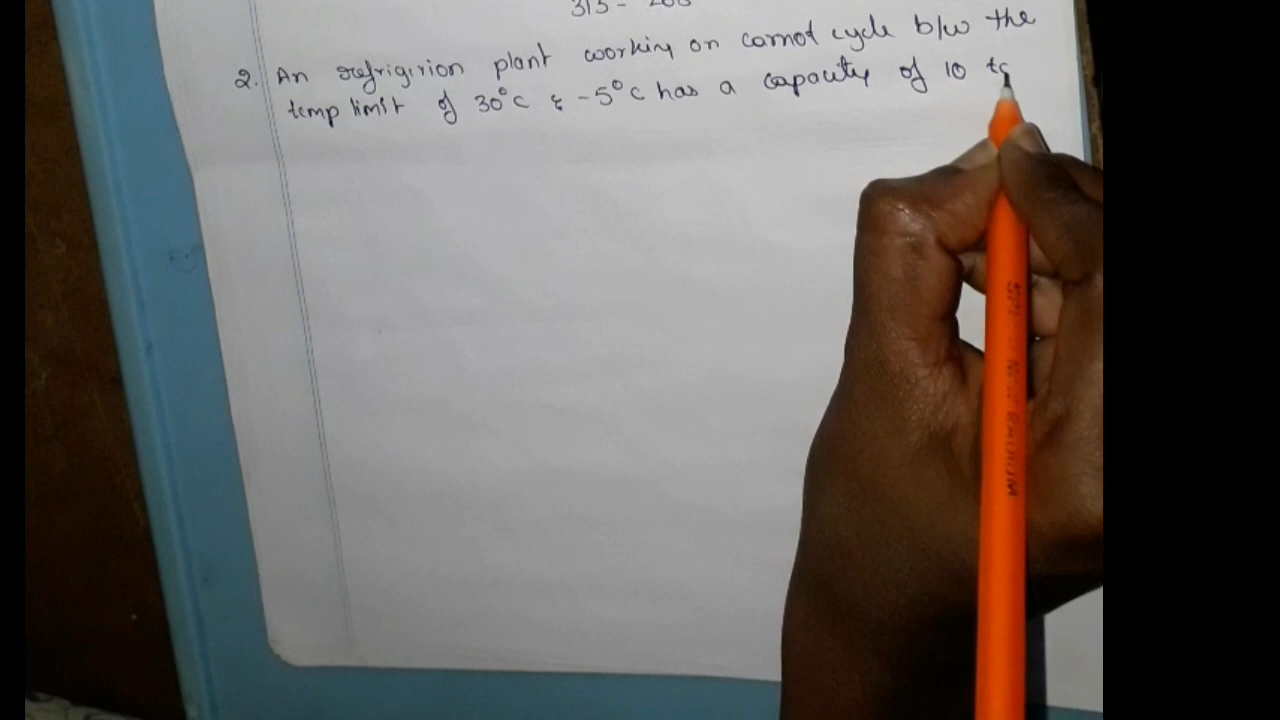 2. An refrigirion plant working on carnot cycle b/w the
temp limit of 30°C & -5°C has a capacity of 10